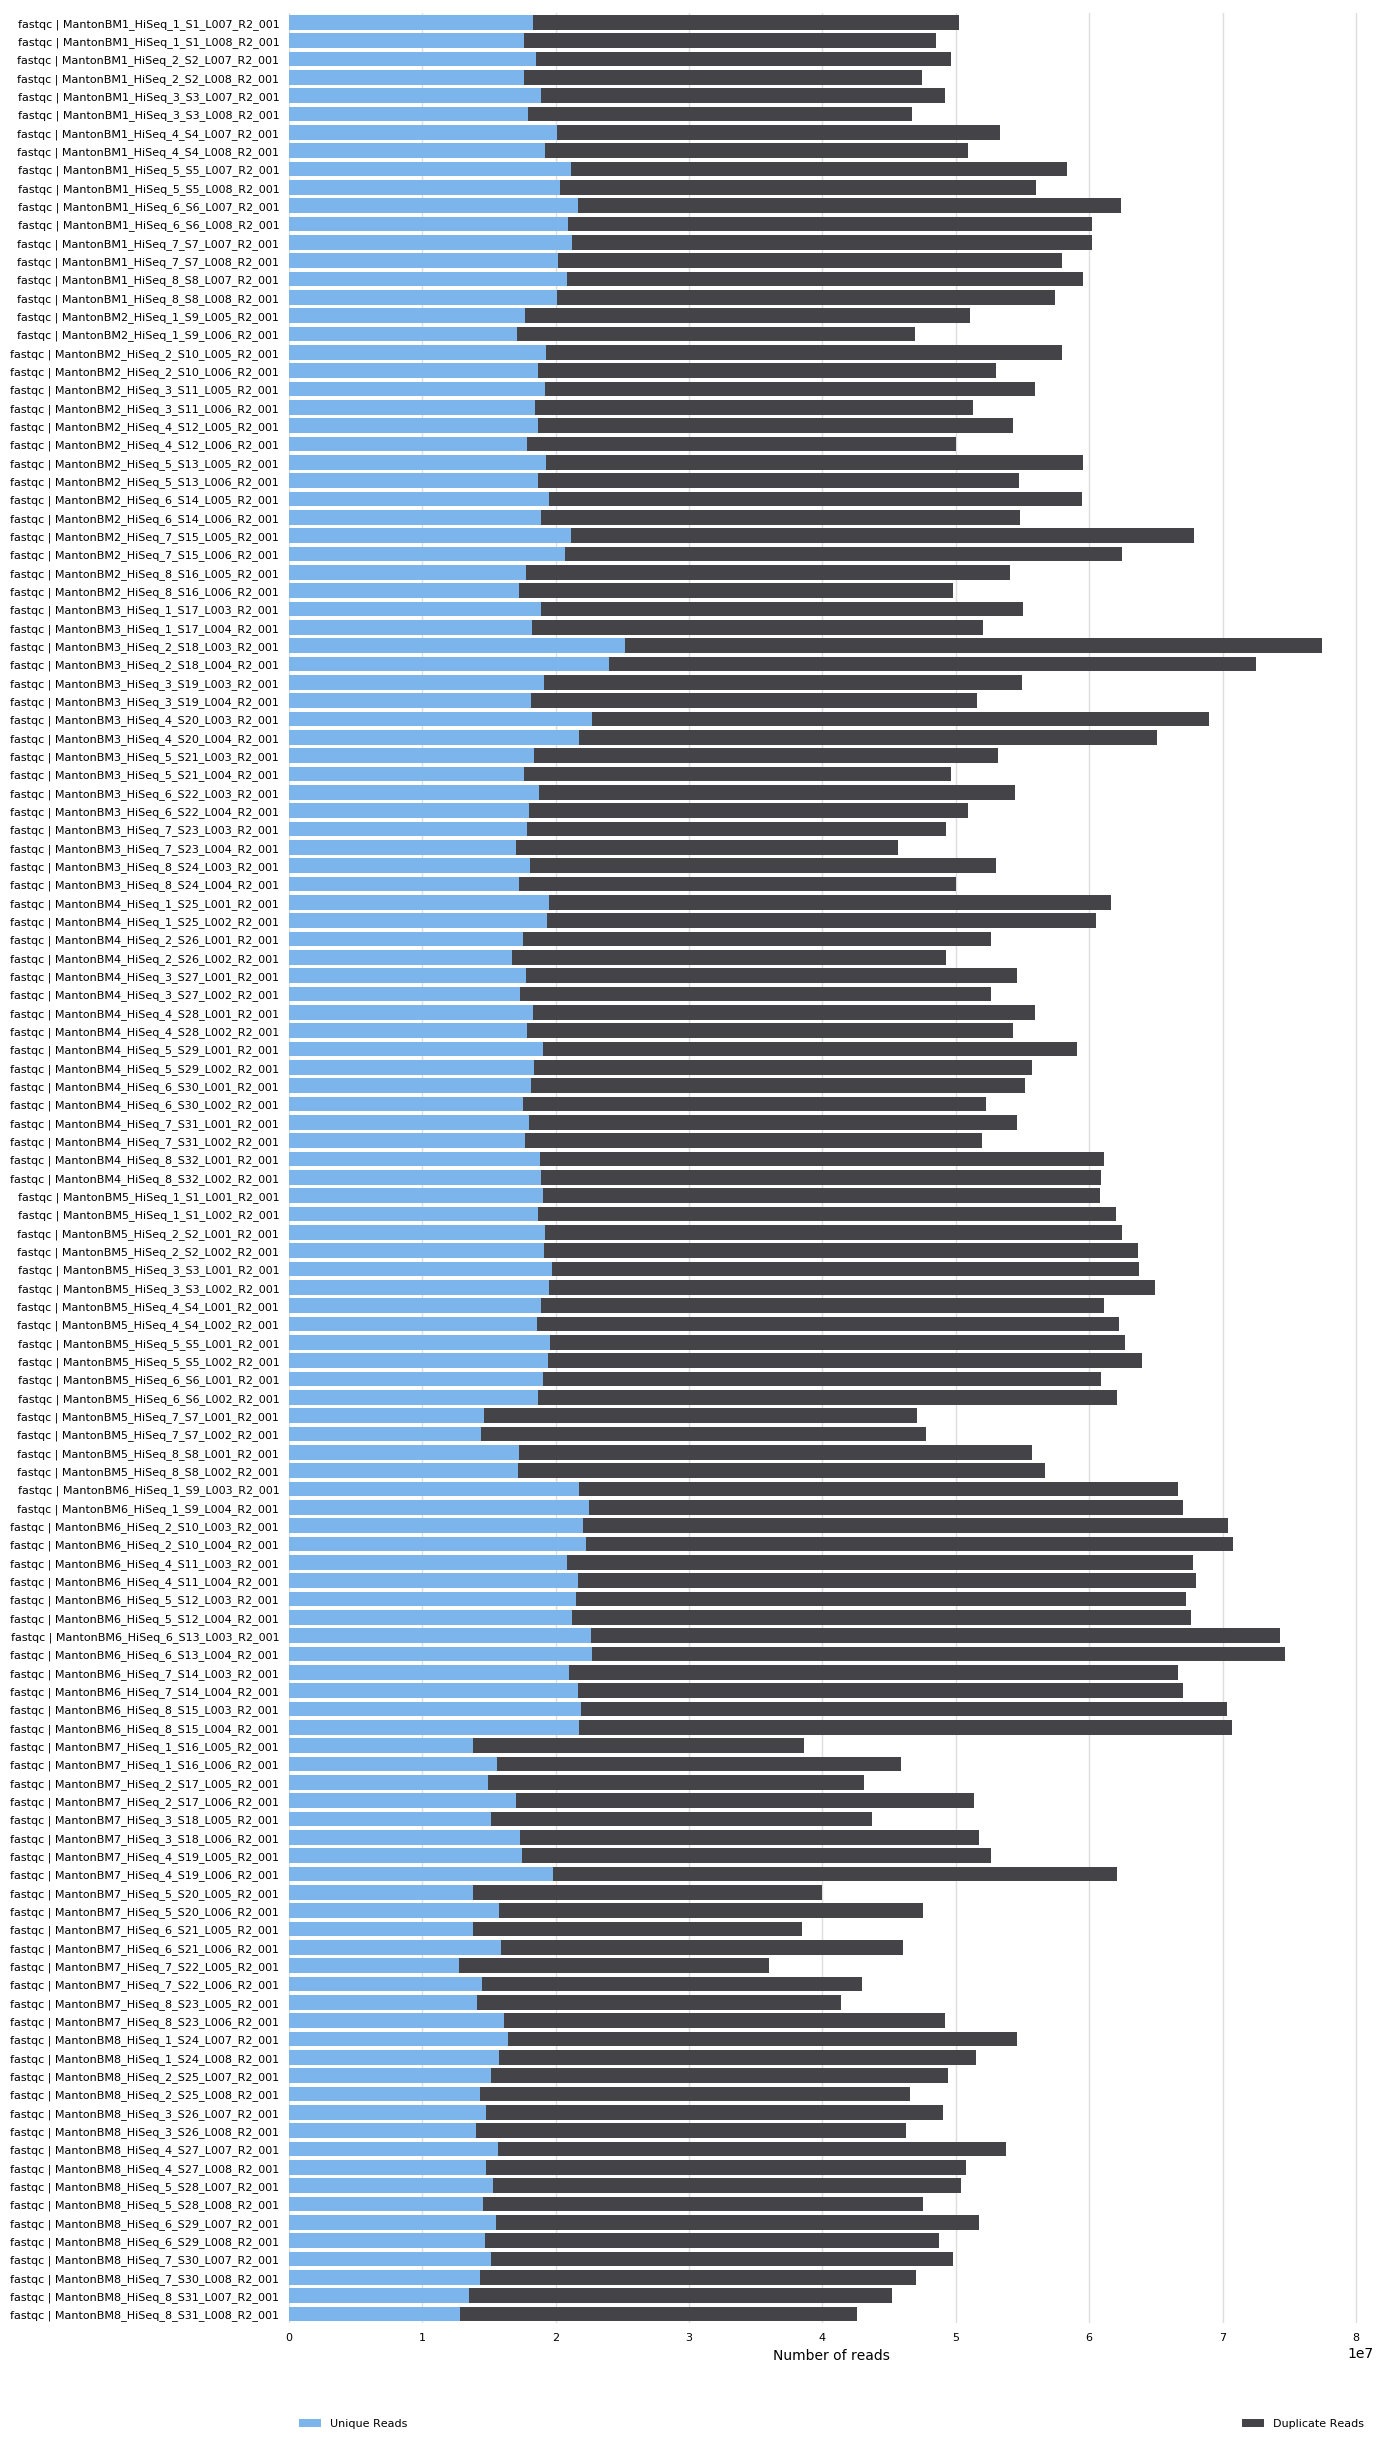 fastqc | MantonBM1_HiSeq_1_S1_L007_R2_001
fastqc | MantonBM1_HiSeq_1_S1_L008_R2_001
fastqc | MantonBM1_HiSeq_2_S2_L007_R2_001
fastqc | MantonBM1_HiSeq_2_S2_L008_R2_001
fastqc | MantonBM1_HiSeq_3_S3_L007_R2_001
fastqc | MantonBM1_HiSeq_3_S3_L008_R2_001
fastqc | MantonBM1_HiSeq_4_S4_L007_R2_001
fastqc | MantonBM1_HiSeq_4_S4_L008_R2_001
fastqc | MantonBM1_HiSeq_5_S5_L007_R2_001
fastqc | MantonBM1_HiSeq_5_S5_L008_R2_001
fastqc | MantonBM1_HiSeq_6_S6_L007_R2_001
fastqc | MantonBM1_HiSeq_6_S6_L008_R2_001
fastqc | MantonBM1_HiSeq_7_S7_L007_R2_001
fastqc | MantonBM1_HiSeq_7_S7_L008_R2_001
fastqc | MantonBM1_HiSeq_8_S8_L007_R2_001
fastqc | MantonBM1_HiSeq_8_S8_L008_R2_001
fastqc | MantonBM2_HiSeq_1_S9_L005_R2_001
fastqc | MantonBM2_HiSeq_1_S9_L006_R2_001
fastqc | MantonBM2_HiSeq_2_S10_L005_R2_001
fastqc | MantonBM2_HiSeq_2_S10_L006_R2_001
fastqc | MantonBM2_HiSeq_3_S11_L005_R2_001
fastqc | MantonBM2_HiSeq_3_S11_L006_R2_001
fastqc | MantonBM2_HiSeq_4_S12_L005_R2_001
fastqc | MantonBM2_HiSeq_4_S12_L006_R2_001
fastqc | MantonBM2_HiSeq_5_S13_L005_R2_001
fastqc | MantonBM2_HiSeq_5_S13_L006_R2_001
fastqc | MantonBM2_HiSeq_6_S14_L005_R2_001
fastqc | MantonBM2_HiSeq_6_S14_L006_R2_001
fastqc | MantonBM2_HiSeq_7_S15_L005_R2_001
fastqc | MantonBM2_HiSeq_7_S15_L006_R2_001
fastqc | MantonBM2_HiSeq_8_S16_L005_R2_001
fastqc | MantonBM2_HiSeq_8_S16_L006_R2_001
fastqc | MantonBM3_HiSeq_1_S17_L003_R2_001
fastqc | MantonBM3_HiSeq_1_S17_L004_R2_001
fastqc | MantonBM3_HiSeq_2_S18_L003_R2_001
fastqc | MantonBM3_HiSeq_2_S18_L004_R2_001
fastqc | MantonBM3_HiSeq_3_S19_L003_R2_001
fastqc | MantonBM3_HiSeq_3_S19_L004_R2_001
fastqc | MantonBM3_HiSeq_4_S20_L003_R2_001
fastqc | MantonBM3_HiSeq_4_S20_L004_R2_001
fastqc | MantonBM3_HiSeq_5_S21_L003_R2_001
fastqc | MantonBM3_HiSeq_5_S21_L004_R2_001
fastqc | MantonBM3_HiSeq_6_S22_L003_R2_001
fastqc | MantonBM3_HiSeq_6_S22_L004_R2_001
fastqc | MantonBM3_HiSeq_7_S23_L003_R2_001
fastqc | MantonBM3_HiSeq_7_S23_L004_R2_001
fastqc | MantonBM3_HiSeq_8_S24_L003_R2_001
fastqc | MantonBM3_HiSeq_8_S24_L004_R2_001
fastqc | MantonBM4_HiSeq_1_S25_L001_R2_001
fastqc | MantonBM4_HiSeq_1_S25_L002_R2_001
fastqc | MantonBM4_HiSeq_2_S26_L001_R2_001
fastqc | MantonBM4_HiSeq_2_S26_L002_R2_001
fastqc | MantonBM4_HiSeq_3_S27_L001_R2_001
fastqc | MantonBM4_HiSeq_3_S27_L002_R2_001
fastqc | MantonBM4_HiSeq_4_S28_L001_R2_001
fastqc | MantonBM4_HiSeq_4_S28_L002_R2_001
fastqc | MantonBM4_HiSeq_5_S29_L001_R2_001
fastqc | MantonBM4_HiSeq_5_S29_L002_R2_001
fastqc | MantonBM4_HiSeq_6_S30_L001_R2_001
fastqc | MantonBM4_HiSeq_6_S30_L002_R2_001
fastqc | MantonBM4_HiSeq_7_S31_L001_R2_001
fastqc | MantonBM4_HiSeq_7_S31_L002_R2_001
fastqc | MantonBM4_HiSeq_8_S32_L001_R2_001
fastqc | MantonBM4_HiSeq_8_S32_L002_R2_001
fastqc | MantonBM5_HiSeq_1_S1_L001_R2_001
fastqc | MantonBM5_HiSeq_1_S1_L002_R2_001
fastqc | MantonBM5_HiSeq_2_S2_L001_R2_001
fastqc | MantonBM5_HiSeq_2_S2_L002_R2_001
fastqc | MantonBM5_HiSeq_3_S3_L001_R2_001
fastqc | MantonBM5_HiSeq_3_S3_L002_R2_001
fastqc | MantonBM5_HiSeq_4_S4_L001_R2_001
fastqc | MantonBM5_HiSeq_4_S4_L002_R2_001
fastqc | MantonBM5_HiSeq_5_S5_L001_R2_001
fastqc | MantonBM5_HiSeq_5_S5_L002_R2_001
fastqc | MantonBM5_HiSeq_6_S6_L001_R2_001
fastqc | MantonBM5_HiSeq_6_S6_L002_R2_001
fastqc | MantonBM5_HiSeq_7_S7_L001_R2_001
fastqc | MantonBM5_HiSeq_7_S7_L002_R2_001
fastqc | MantonBM5_HiSeq_8_S8_L001_R2_001
fastqc | MantonBM5_HiSeq_8_S8_L002_R2_001
fastqc | MantonBM6_HiSeq_1_S9_L003_R2_001
fastqc | MantonBM6_HiSeq_1_S9_L004_R2_001
fastqc | MantonBM6_HiSeq_2_S10_L003_R2_001
fastqc | MantonBM6_HiSeq_2_S10_L004_R2_001
fastqc | MantonBM6_HiSeq_4_S11_L003_R2_001
fastqc | MantonBM6_HiSeq_4_S11_L004_R2_001
fastqc | MantonBM6_HiSeq_5_S12_L003_R2_001
fastqc | MantonBM6_HiSeq_5_S12_L004_R2_001
fastqc | MantonBM6_HiSeq_6_S13_L003_R2_001
fastqc | MantonBM6_HiSeq_6_S13_L004_R2_001
fastqc | MantonBM6_HiSeq_7_S14_L003_R2_001
fastqc | MantonBM6_HiSeq_7_S14_L004_R2_001
fastqc | MantonBM6_HiSeq_8_S15_L003_R2_001
fastqc | MantonBM6_HiSeq_8_S15_L004_R2_001
fastqc | MantonBM7_HiSeq_1_S16_L005_R2_001
fastqc | MantonBM7_HiSeq_1_S16_L006_R2_001
fastqc | MantonBM7_HiSeq_2_S17_L005_R2_001
fastqc | MantonBM7_HiSeq_2_S17_L006_R2_001
fastqc | MantonBM7_HiSeq_3_S18_L005_R2_001
fastqc | MantonBM7_HiSeq_3_S18_L006_R2_001
fastqc | MantonBM7_HiSeq_4_S19_L005_R2_001
fastqc | MantonBM7_HiSeq_4_S19_L006_R2_001
fastqc | MantonBM7_HiSeq_5_S20_L005_R2_001
fastqc | MantonBM7_HiSeq_5_S20_L006_R2_001
fastqc | MantonBM7_HiSeq_6_S21_L005_R2_001
fastqc | MantonBM7_HiSeq_6_S21_L006_R2_001
fastqc | MantonBM7_HiSeq_7_S22_L005_R2_001
fastqc | MantonBM7_HiSeq_7_S22_L006_R2_001
fastqc | MantonBM7_HiSeq_8_S23_L005_R2_001
fastqc | MantonBM7_HiSeq_8_S23_L006_R2_001
fastqc | MantonBM8_HiSeq_1_S24_L007_R2_001
fastqc | MantonBM8_HiSeq_1_S24_L008_R2_001
fastqc | MantonBM8_HiSeq_2_S25_L007_R2_001
fastqc | MantonBM8_HiSeq_2_S25_L008_R2_001
fastqc | MantonBM8_HiSeq_3_S26_L007_R2_001
fastqc | MantonBM8_HiSeq_3_S26_L008_R2_001
fastqc | MantonBM8_HiSeq_4_S27_L007_R2_001
fastqc | MantonBM8_HiSeq_4_S27_L008_R2_001
fastqc | MantonBM8_HiSeq_5_S28_L007_R2_001
fastqc | MantonBM8_HiSeq_5_S28_L008_R2_001
fastqc | MantonBM8_HiSeq_6_S29_L007_R2_001
fastqc | MantonBM8_HiSeq_6_S29_L008_R2_001
fastqc | MantonBM8_HiSeq_7_S30_L007_R2_001
fastqc | MantonBM8_HiSeq_7_S30_L008_R2_001
fastqc | MantonBM8_HiSeq_8_S31_L007_R2_001
fastqc | MantonBM8_HiSeq_8_S31_L008_R2_001
0 1 2 3 4 5 6 7 8
1e7
Number of reads
Unique Reads Duplicate Reads